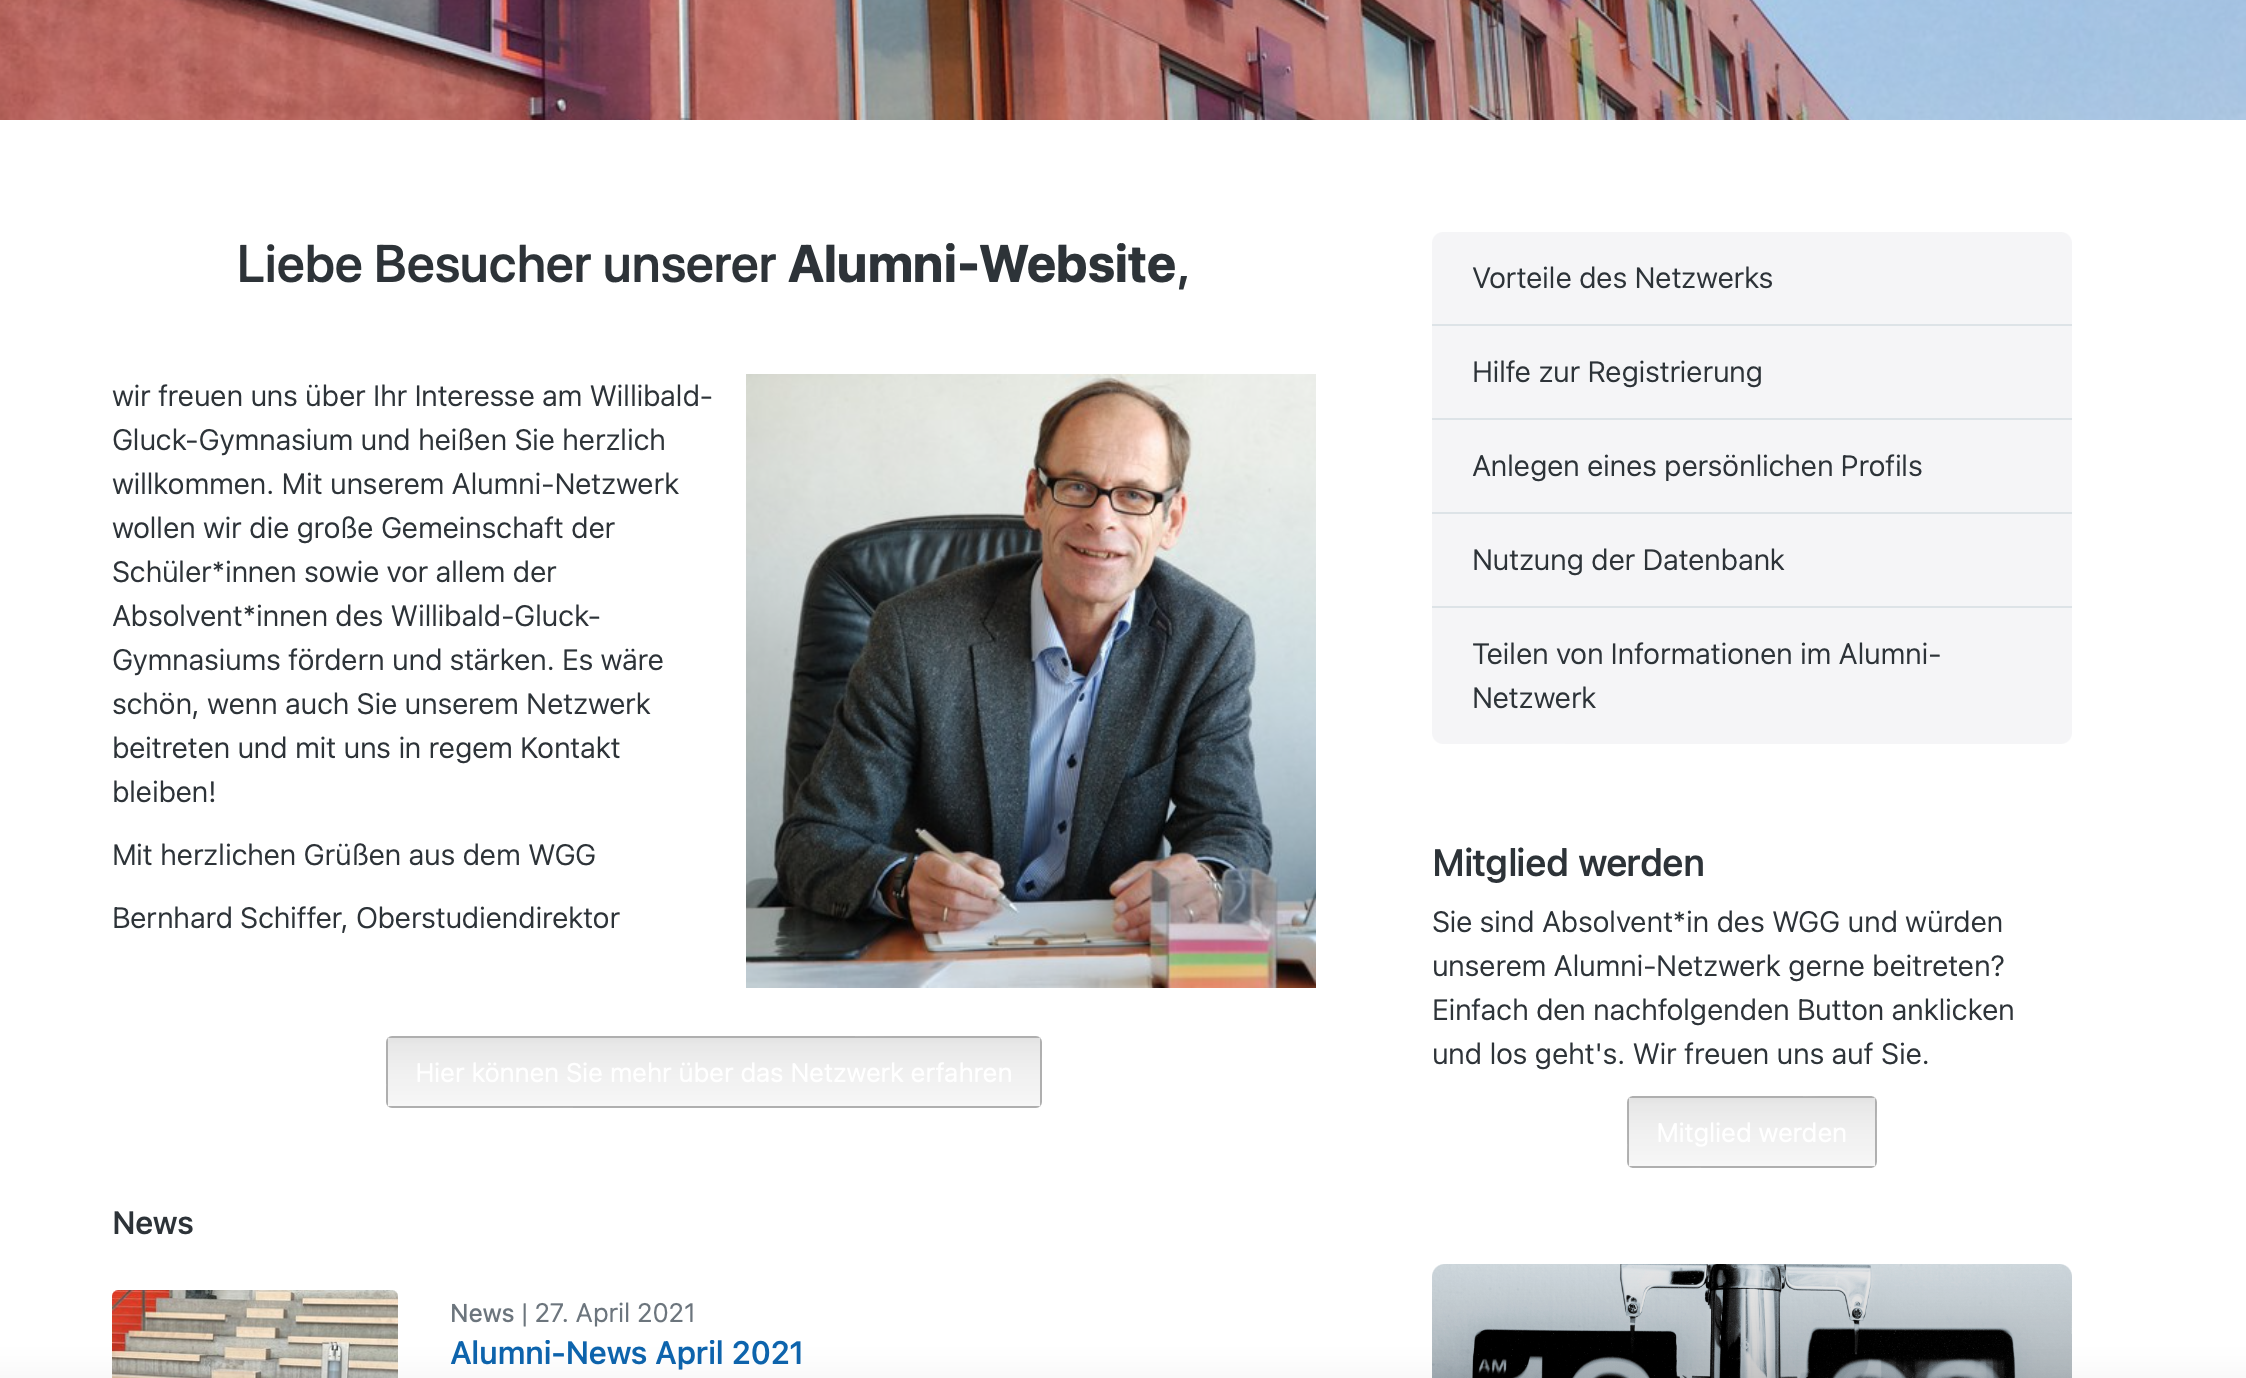 Liebe Besucher unserer Alumni-Website,
wir freuen uns über Ihr Interesse am Willibald-
Gluck-Gymnasium und heißen Sie herzlich
willkommen. Mit unserem Alumni-Netzwerk
wollen wir die große Gemeinschaft der
Schüler*innen sowie vor allem der
Absolvent*innen des Willibald-Gluck-
Gymnasiums fördern und stärken. Es wäre
schön, wenn auch Sie unserem Netzwerk
beitreten und mit uns in regem Kontakt
bleiben!
Mit herzlichen Grüßen aus dem WGG
Bernhard Schiffer, Oberstudiendirektor
Hier können Sie mehr über das Netzwerk erfahren
News
News | 27. April 2021
Alumni-News April 2021
Vorteile des Netzwerks
Hilfe zur Registrierung
Anlegen eines persönlichen Profils
Nutzung der Datenbank
Teilen von Informationen im Alumni-
Netzwerk
Mitglied werden
Sie sind Absolvent*in des WGG und würden
unserem Alumni-Netzwerk gerne beitreten?
Einfach den nachfolgenden Button anklicken
und los geht's. Wir freuen uns auf Sie.
Mitglied werden
AM